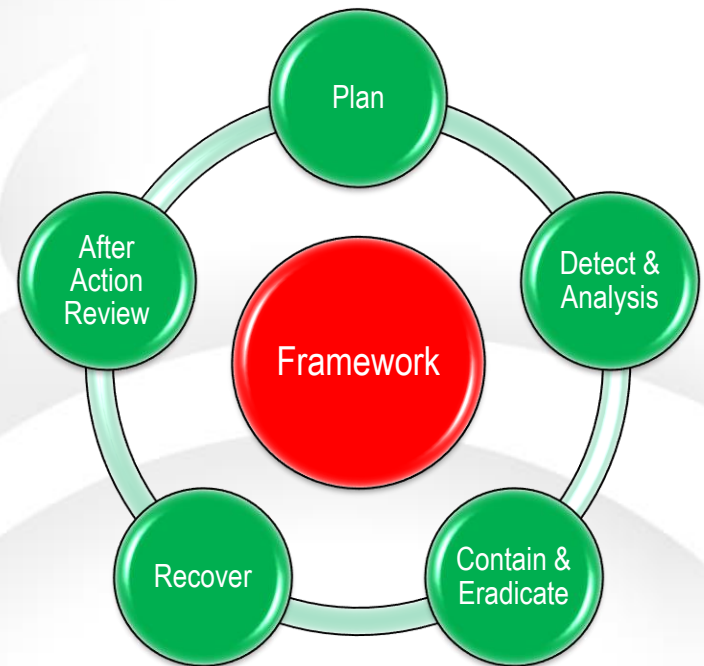 Plan
Detect &
Analysis
Contain &
Eradicate
Recover
After
Action
Review
Framework